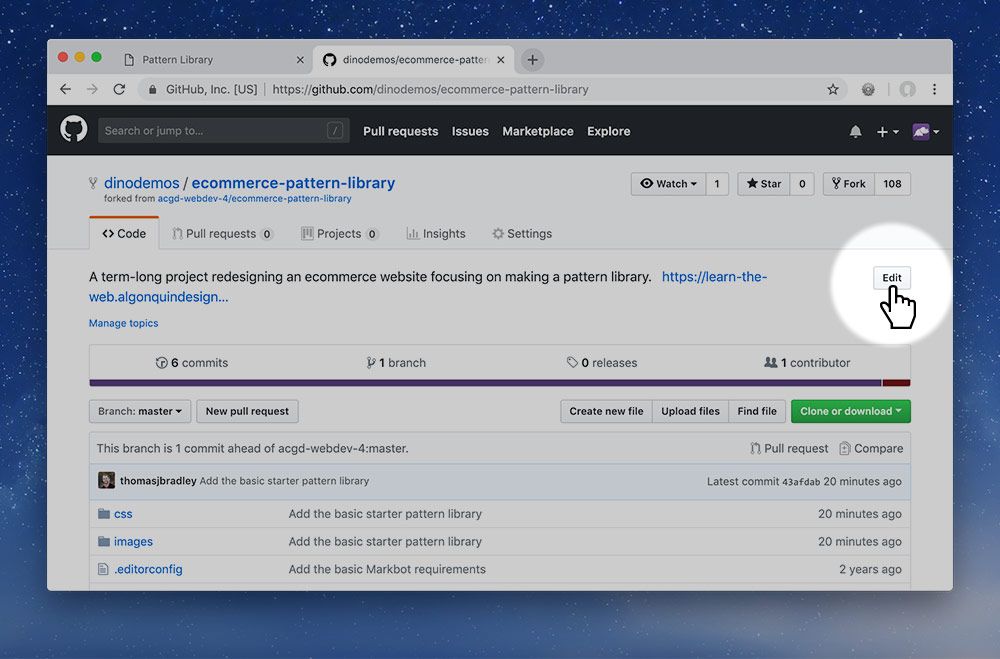 Pattern Library
dinodemos/ecommerce-patter
GitHub, Inc. [US] https://github.com/dinodemos/ecommerce-pattern-library
Search or jump to... / Pull requests Issues Marketplace Explore
dinodemos / ecommerce-pattern-library Watch 1 Star 0 Fork 108
forked from acgd-webdev-4/ecommerce-pattern-library
Code Pull requests 0 Projects 0 Insights Settings
A term-long project redesigning an ecommerce website focusing on making a pattern library. https://learn-the- Edit
web.algonquindesign...
Manage topics
6 commits 1 branch 0 releases 1 contributor
Branch: master New pull request Create new file Upload files Find file Clone or download
This branch is 1 commit ahead of acgd-webdev-4:master. Pull request Compare
thomasjbradley Add the basic starter pattern library Latest commit 43afdab 20 minutes ago
css Add the basic starter pattern library 20 minutes ago
images Add the basic starter pattern library 20 minutes ago
.editorconfig Add the basic Markbot requirements 2 years ago